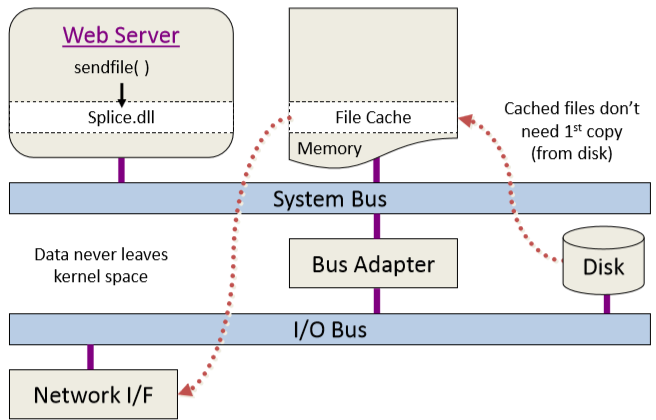 Web Server
sendfile( )
Splice.dll
File Cache
Memory
Cached files don't
need 1st copy
(from disk)
System Bus
Data never leaves
kernel space
Bus Adapter
Disk
I/O Bus
Network I/F